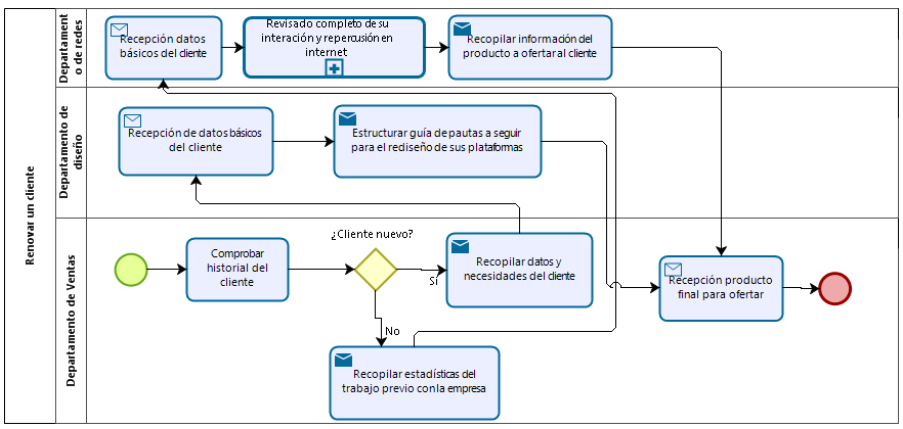 Renovar un cliente
Departament
o de redes
Recepción datos
básicos del cliente
Revisado completo de su
interación y repercusión en
internet
Recopilar información del
producto a ofertar al cliente
Departamento de
diseño
Recepción de datos básicos
del cliente
Estructurar guía de pautas a seguir
para el rediseño de sus plataformas
Departamento de Ventas
Comprobar
historial del
cliente
¿Cliente nuevo?
Sí
No
Recopilar datos y
necesidades del cliente
Recopilar estadísticas del
trabajo previo con la empresa
Recepción producto
final para ofertar